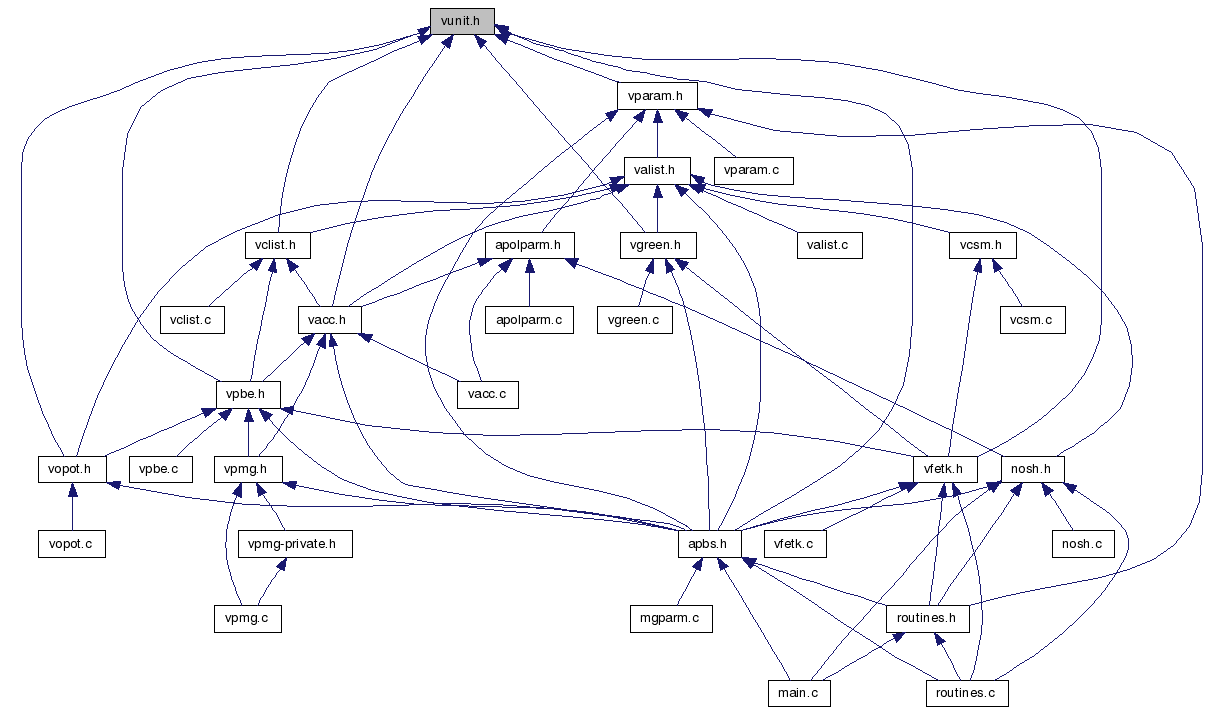 vunit.h
vparam.h
valist.h
vparam.c
vclist.h
apolparm.h
vgreen.h
valist.c
vcsm.h
vclist.c
vacc.h
apolparm.c
vgreen.c
vcsm.c
vpbe.h
vacc.c
vopot.h
vpbe.c
vpmg.h
vfetk.h
nosh.h
vopot.c
vpmg-private.h
apbs.h
vfetk.c
nosh.c
vpmg.c
mgparm.c
routines.h
main.c
routines.c